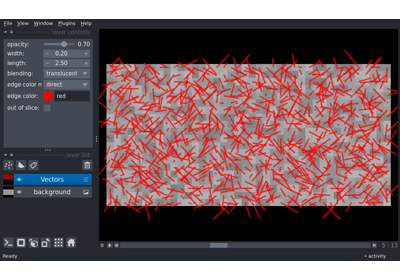 File View Window Plugins Help
layer controls
opacity: 0.70
width: 0.20
length: 2.50
blending: translucent
edge color m direct
edge color: red
out of slice:
layer list
Vectors
background
0
5 13
Ready
activity